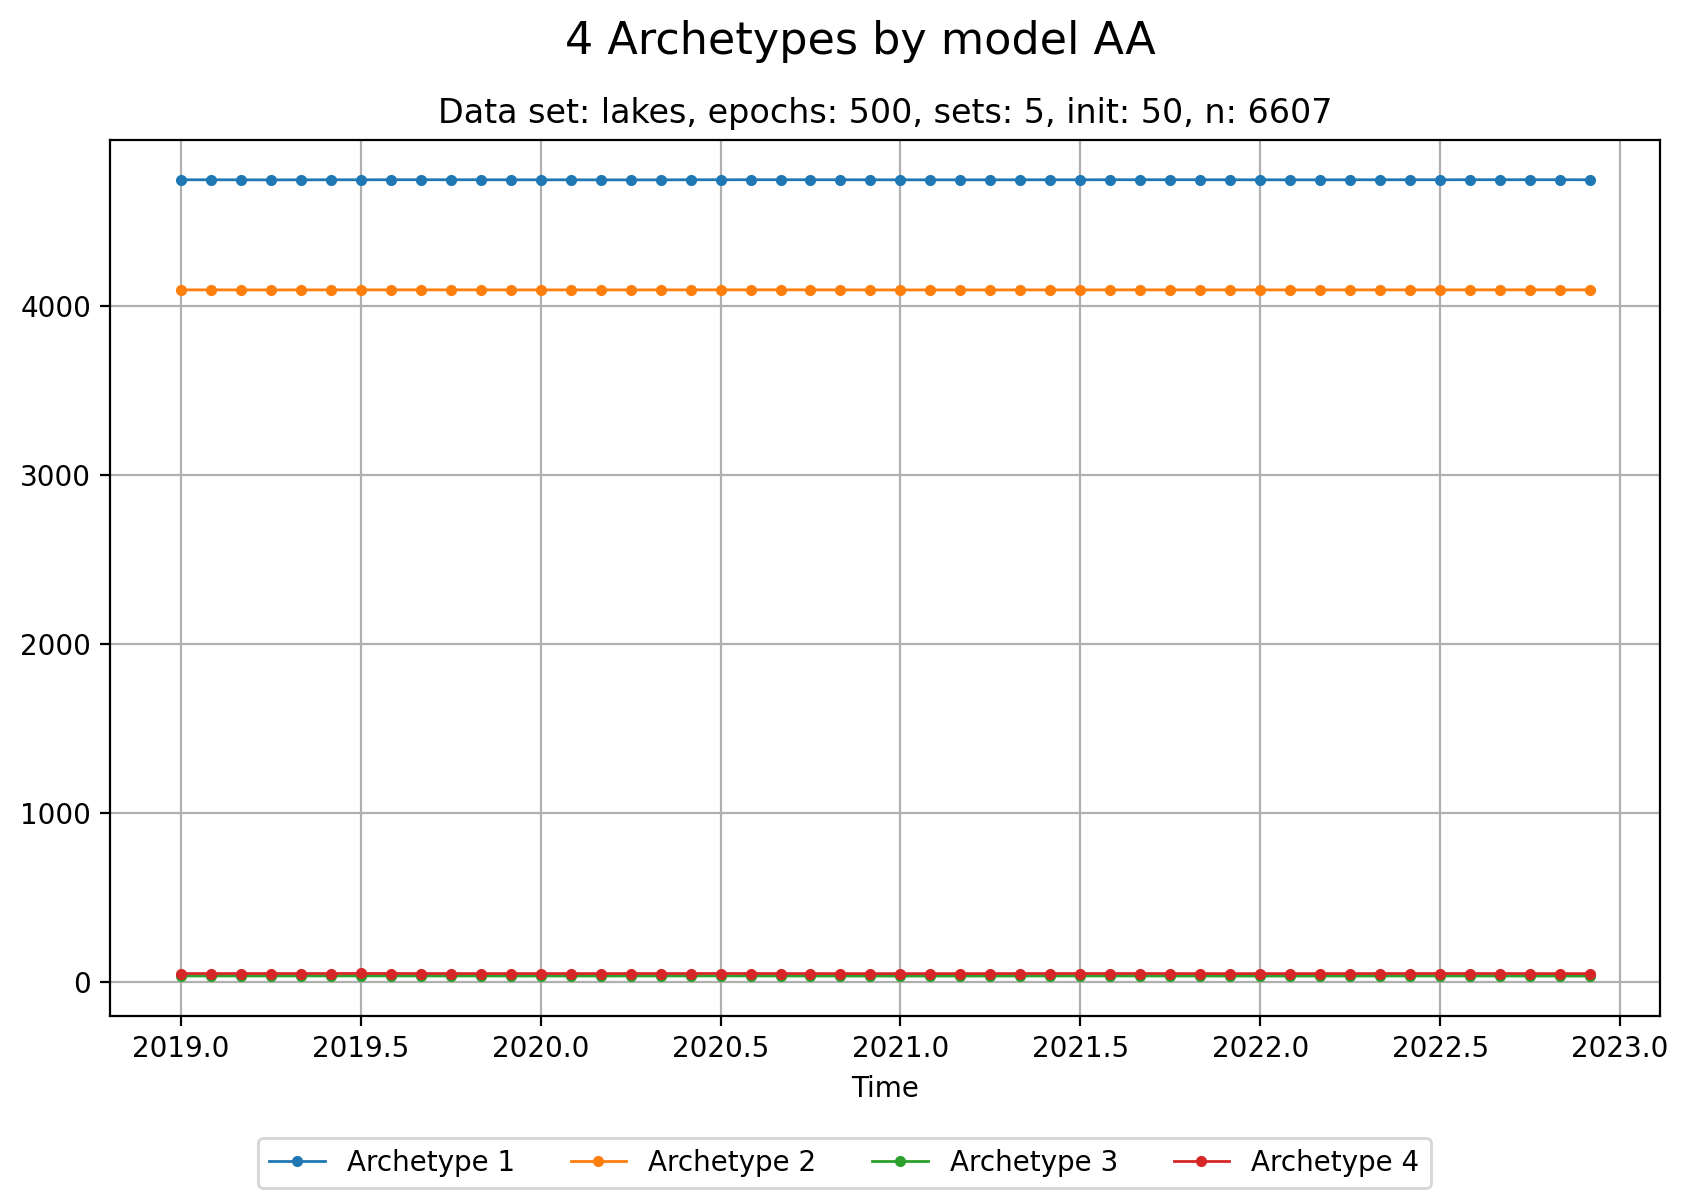 4 Archetypes by model AA
Data set: lakes, epochs: 500, sets: 5, init: 50, n: 6607
4000
3000
2000
1000
0
2019.0 2019.5 2020.0 2020.5 2021.0 2021.5 2022.0 2022.5 2023.0
Time
Archetype 1 Archetype 2 Archetype 3 Archetype 4